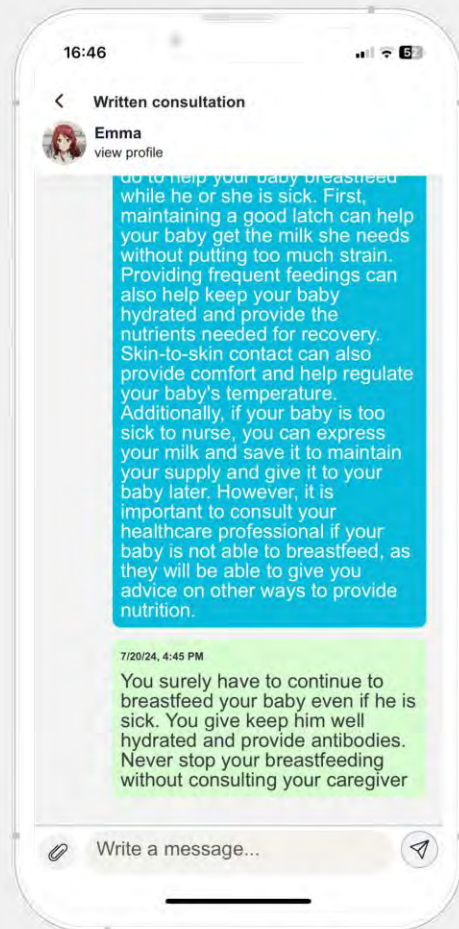 16:46
52
Written consultation
Emma
view profile
do to help your baby breastfeed
while he or she is sick. First,
maintaining a good latch can help
your baby get the milk she needs
without putting too much strain.
Providing frequent feedings can
also help keep your baby
hydrated and provide the
nutrients needed for recovery.
Skin-to-skin contact can also
provide comfort and help regulate
your baby's temperature.
Additionally, if your baby is too
sick to nurse, you can express
your milk and save it to maintain
your supply and give it to your
baby later. However, it is
important to consult your
healthcare professional if your
baby is not able to breastfeed, as
they will be able to give you
advice on other ways to provide
nutrition.
7/20/24, 4:45 PM
You surely have to continue to
breastfeed your baby even if he is
sick. You give keep him well
hydrated and provide antibodies.
Never stop your breastfeeding
without consulting your caregiver
Write a message...